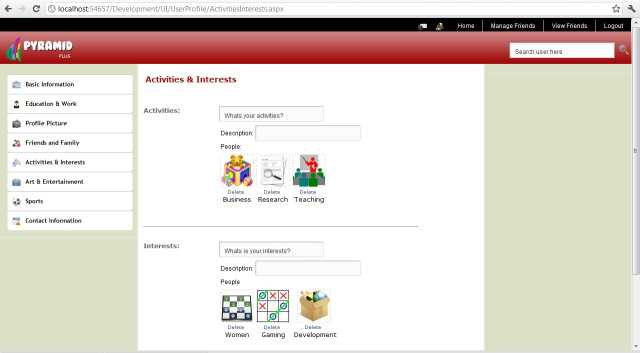 localhost:54657/Development/UI/UserProfile/ActivitiesInterests.aspx
Home Manage Friends View Friends Logout
PYRAMID
PLUS
Search user here
Basic Information
Education & Work
Profile Picture
Friends and Family
Activities & Interests
Art & Entertainment
Sports
Contact Information
Activities & Interests
Activities:
Whats your activities?
Description:
People:
Delete Delete Delete
Business Research Teaching
Interests:
Whats is your interests?
Description:
People
Delete Delete Delete
Women Gaming Development